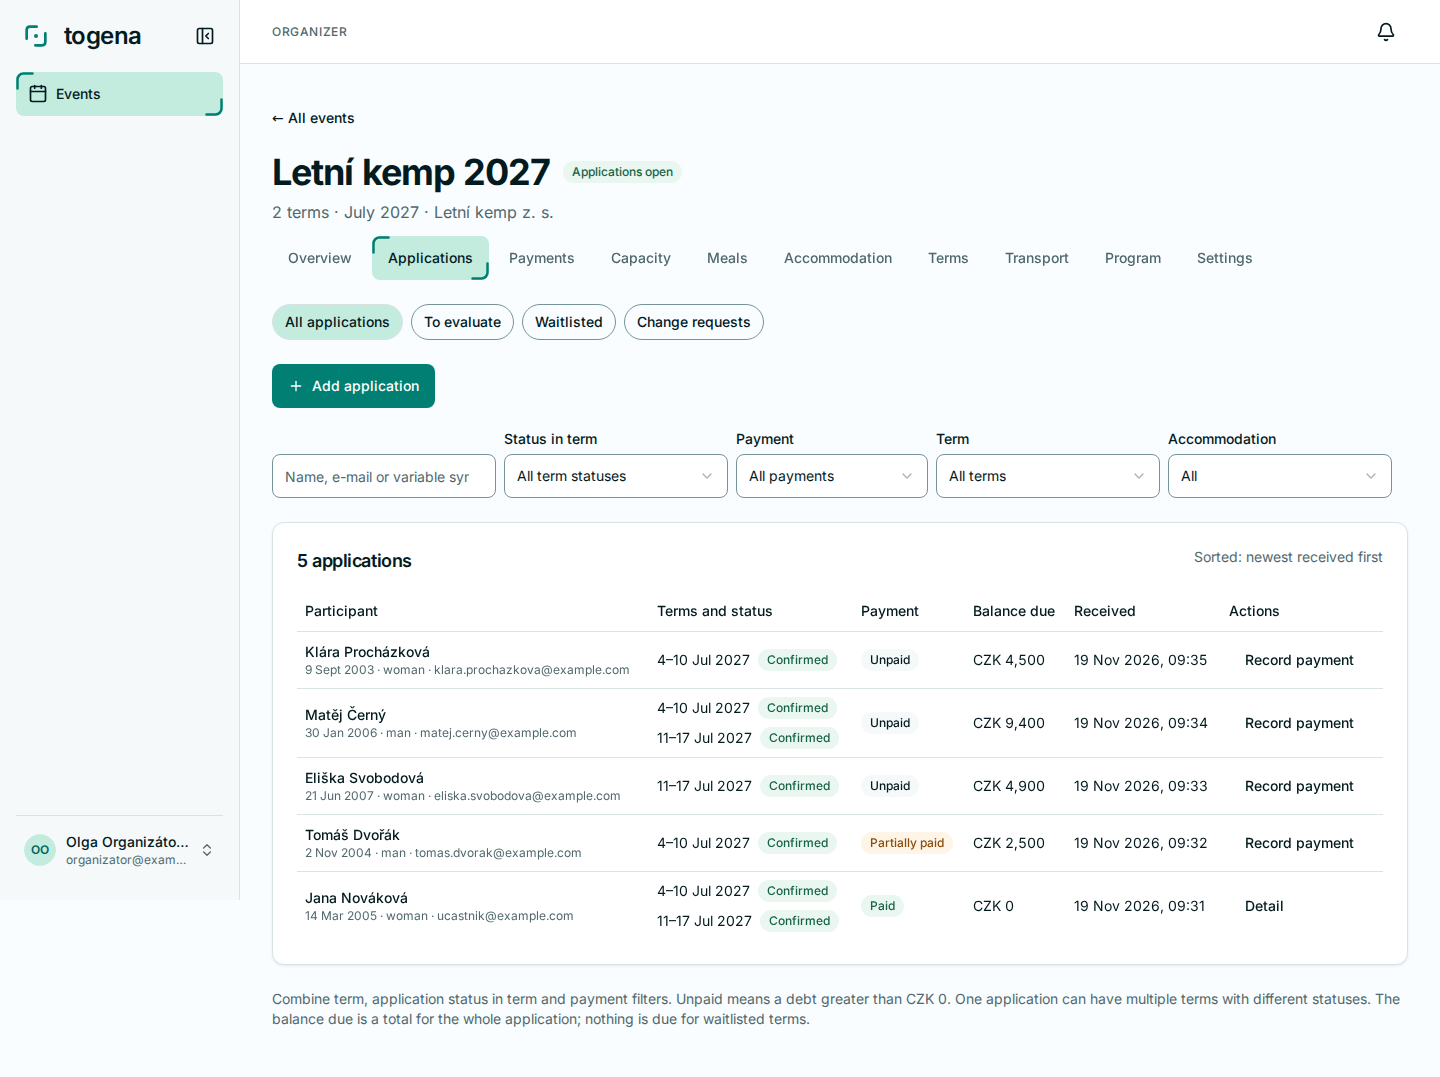 togena
ORGANIZER
Events
← All events
Letní kemp 2027 Applications open
2 terms · July 2027 · Letní kemp z. s.
Overview Applications Payments Capacity Meals Accommodation Terms Transport Program Settings
All applications To evaluate Waitlisted Change requests
+ Add application
Status in term Payment Term Accommodation
Name, e-mail or variable syr All term statuses All payments All terms All
5 applications Sorted: newest received first
Participant Terms and status Payment Balance due Received Actions
Klára Procházková
9 Sept 2003 · woman · klara.prochazkova@example.com
4–10 Jul 2027 Confirmed Unpaid CZK 4,500 19 Nov 2026, 09:35 Record payment
Matěj Černý
30 Jan 2006 · man · matej.cerny@example.com
4–10 Jul 2027 Confirmed
11–17 Jul 2027 Confirmed
Unpaid CZK 9,400 19 Nov 2026, 09:34 Record payment
Eliška Svobodová
21 Jun 2007 · woman · eliska.svobodova@example.com
11–17 Jul 2027 Confirmed Unpaid CZK 4,900 19 Nov 2026, 09:33 Record payment
Tomáš Dvořák
2 Nov 2004 · man · tomas.dvorak@example.com
4–10 Jul 2027 Confirmed Partially paid CZK 2,500 19 Nov 2026, 09:32 Record payment
Jana Nováková
14 Mar 2005 · woman · ucastnik@example.com
4–10 Jul 2027 Confirmed
11–17 Jul 2027 Confirmed
Paid CZK 0 19 Nov 2026, 09:31 Detail
Combine term, application status in term and payment filters. Unpaid means a debt greater than CZK 0. One application can have multiple terms with different statuses. The
balance due is a total for the whole application; nothing is due for waitlisted terms.
OO Olga Organizáto...
organizator@exam...